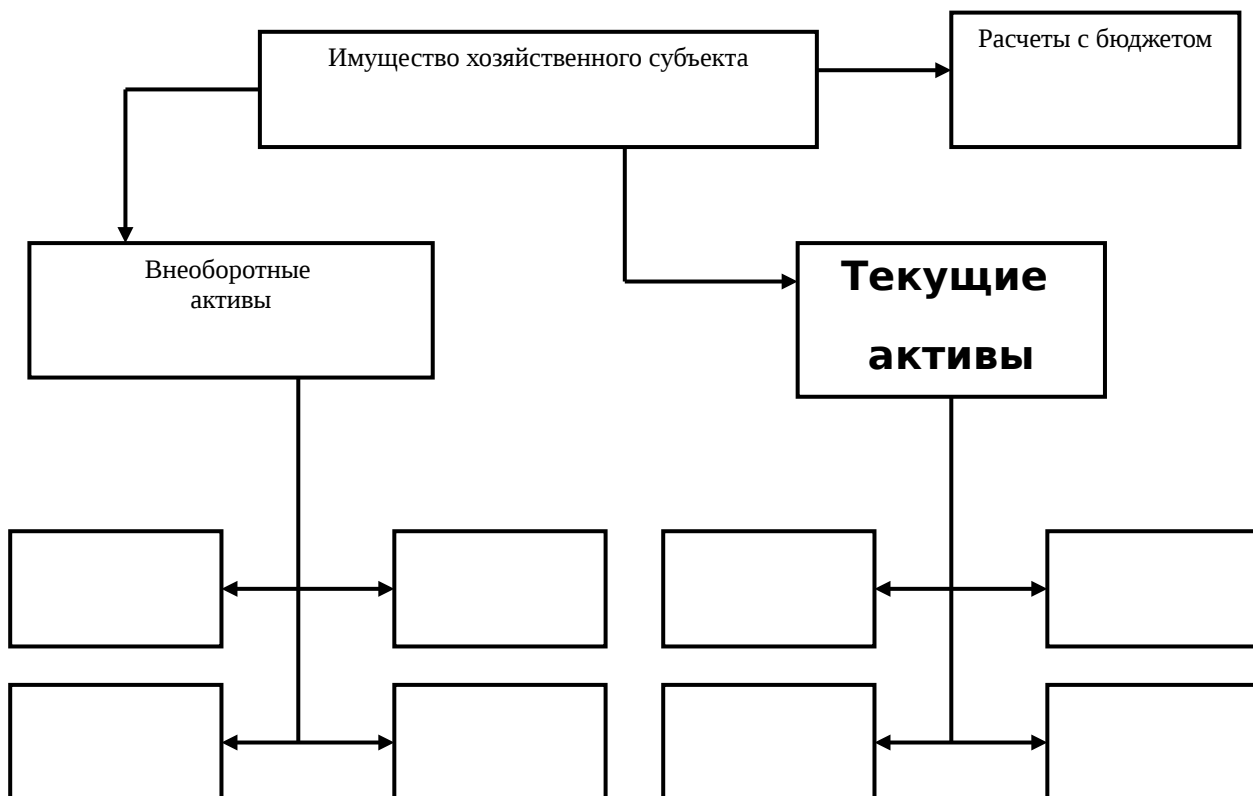 Имущество хозяйственного субъекта
Расчеты с бюджетом
Внеоборотные
активы
Текущие
активы